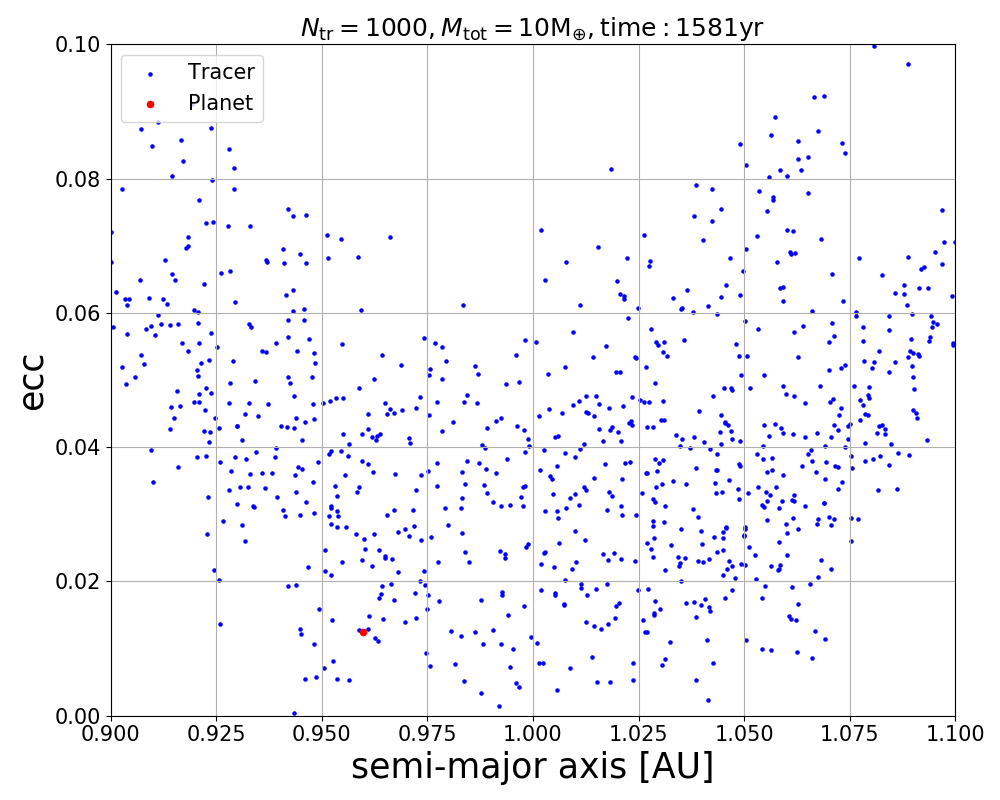 N_tr = 1000, M_tot = 10M_⊕, time : 1581yr
Tracer
Planet
ecc
0.10
0.08
0.06
0.04
0.02
0.00
0.900 0.925 0.950 0.975 1.000 1.025 1.050 1.075 1.100
semi-major axis [AU]